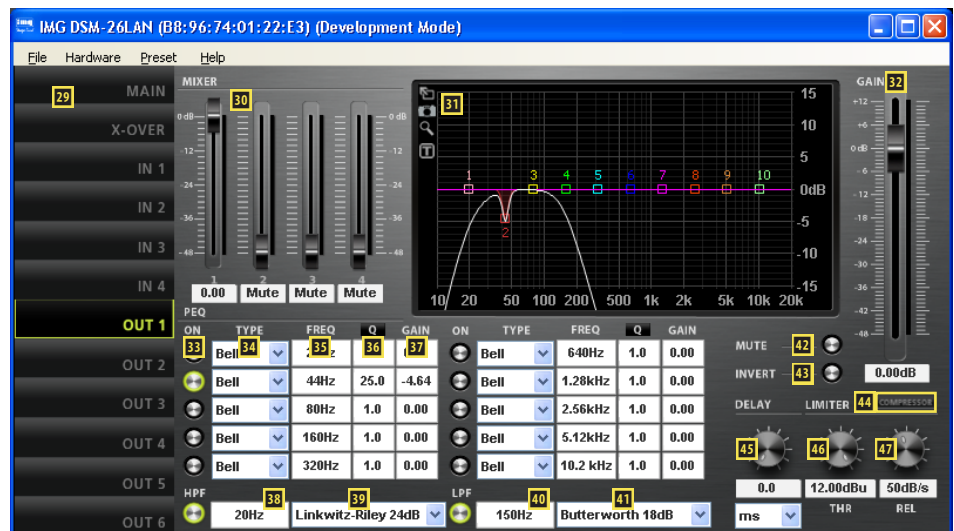 IMG DSM-26LAN (B8:96:74:01:22:E3) (Development Mode)
File Hardware Preset Help
MAIN
X-OVER
IN 1
IN 2
IN 3
IN 4
OUT 1
OUT 2
OUT 3
OUT 4
OUT 5
OUT 6
29
MIXER
30
0 dB
-12
-24
-36
-48
0 dB
-12
-24
-36
-48
1 2 3 4
0.00 Mute Mute Mute
31
T
15
10
5
0dB
-5
-10
-15
1 3 4 5 6 7 8 9 10
2
10 20 50 100 200 500 1k 2k 5k 10k 20k
GAIN 32
+12
+6
0 dB
-6
-12
-18
-24
-30
-36
-42
-48
0.00dB
PEQ
ON TYPE FREQ Q GAIN ON TYPE FREQ Q GAIN
33 34 35 36 37
Bell Bell 640Hz 1.0 0.00
Bell 44Hz 25.0 -4.64 Bell 1.28kHz 1.0 0.00
Bell 80Hz 1.0 0.00 Bell 2.56kHz 1.0 0.00
Bell 160Hz 1.0 0.00 Bell 5.12kHz 1.0 0.00
Bell 320Hz 1.0 0.00 Bell 10.2 kHz 1.0 0.00
HPF 38 39 LPF 40 41
20Hz Linkwitz-Riley 24dB 150Hz Butterworth 18dB
MUTE 42
INVERT 43
DELAY LIMITER 44 COMPRESSOR
45 46 47
0.0 12.00dBu 50dB/s
ms THR REL